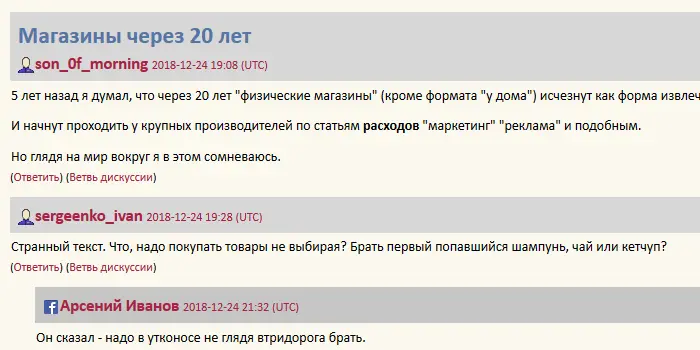 Магазины через 20 лет
son_0f_morning 2018-12-24 19:08 (UTC)
5 лет назад я думал, что через 20 лет "физические магазины" (кроме формата "у дома") исчезнут как форма
И начнут проходить у крупных производителей по статьям расходов "маркетинг" "реклама" и подобным.
Но глядя на мир вокруг я в этом сомневаюсь.
(Ответить) (Ветвь дискуссии)
sergeenko_ivan 2018-12-24 19:28 (UTC)
Странный текст. Что, надо покупать товары не выбирая? Брать первый попавшийся шампунь, чай или кетчуп?
(Ответить) (Ветвь дискуссии)
Арсений Иванов 2018-12-24 21:32 (UTC)
Он сказал - надо в утконосе не глядя втридорога брать.